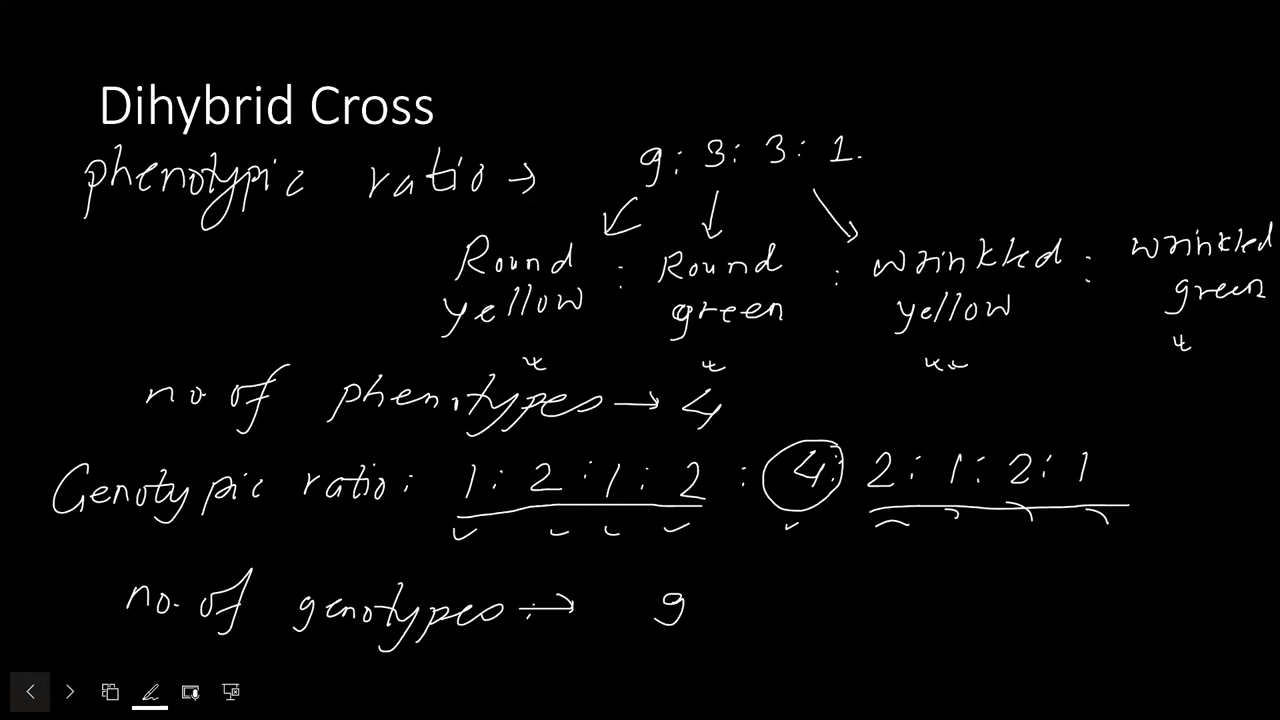 Dihybrid Cross
phenotypic ratio → 9 : 3 : 3 : 1.
Round yellow : Round green : wrinkled yellow : wrinkled green
no of phenotypes → 4
Genotypic ratio : 1 : 2 : 1 : 2 : 4 : 2 : 1 : 2 : 1
no. of genotypes : → 9